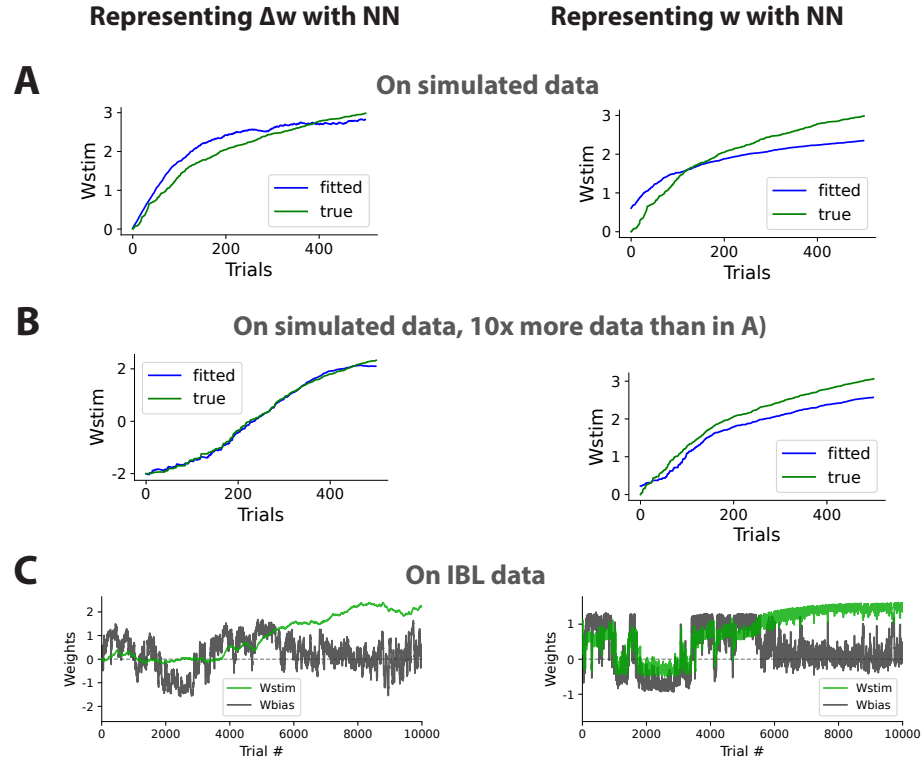 Representing Δw with NN
Representing w with NN
A
On simulated data
3
2
1
0
Wstim
fitted
true
0
200
400
Trials
3
2
1
0
Wstim
fitted
true
0
200
400
Trials
B
On simulated data, 10x more data than in A)
2
0
-2
Wstim
fitted
true
0
200
400
Trials
3
2
1
0
Wstim
fitted
true
0
200
400
Trials
C
On IBL data
2
1
0
-1
-2
Weights
Wstim
Wbias
0
2000
4000
6000
8000
10000
Trial #
1
0
-1
Weights
Wstim
Wbias
0
2000
4000
6000
8000
10000
Trial #